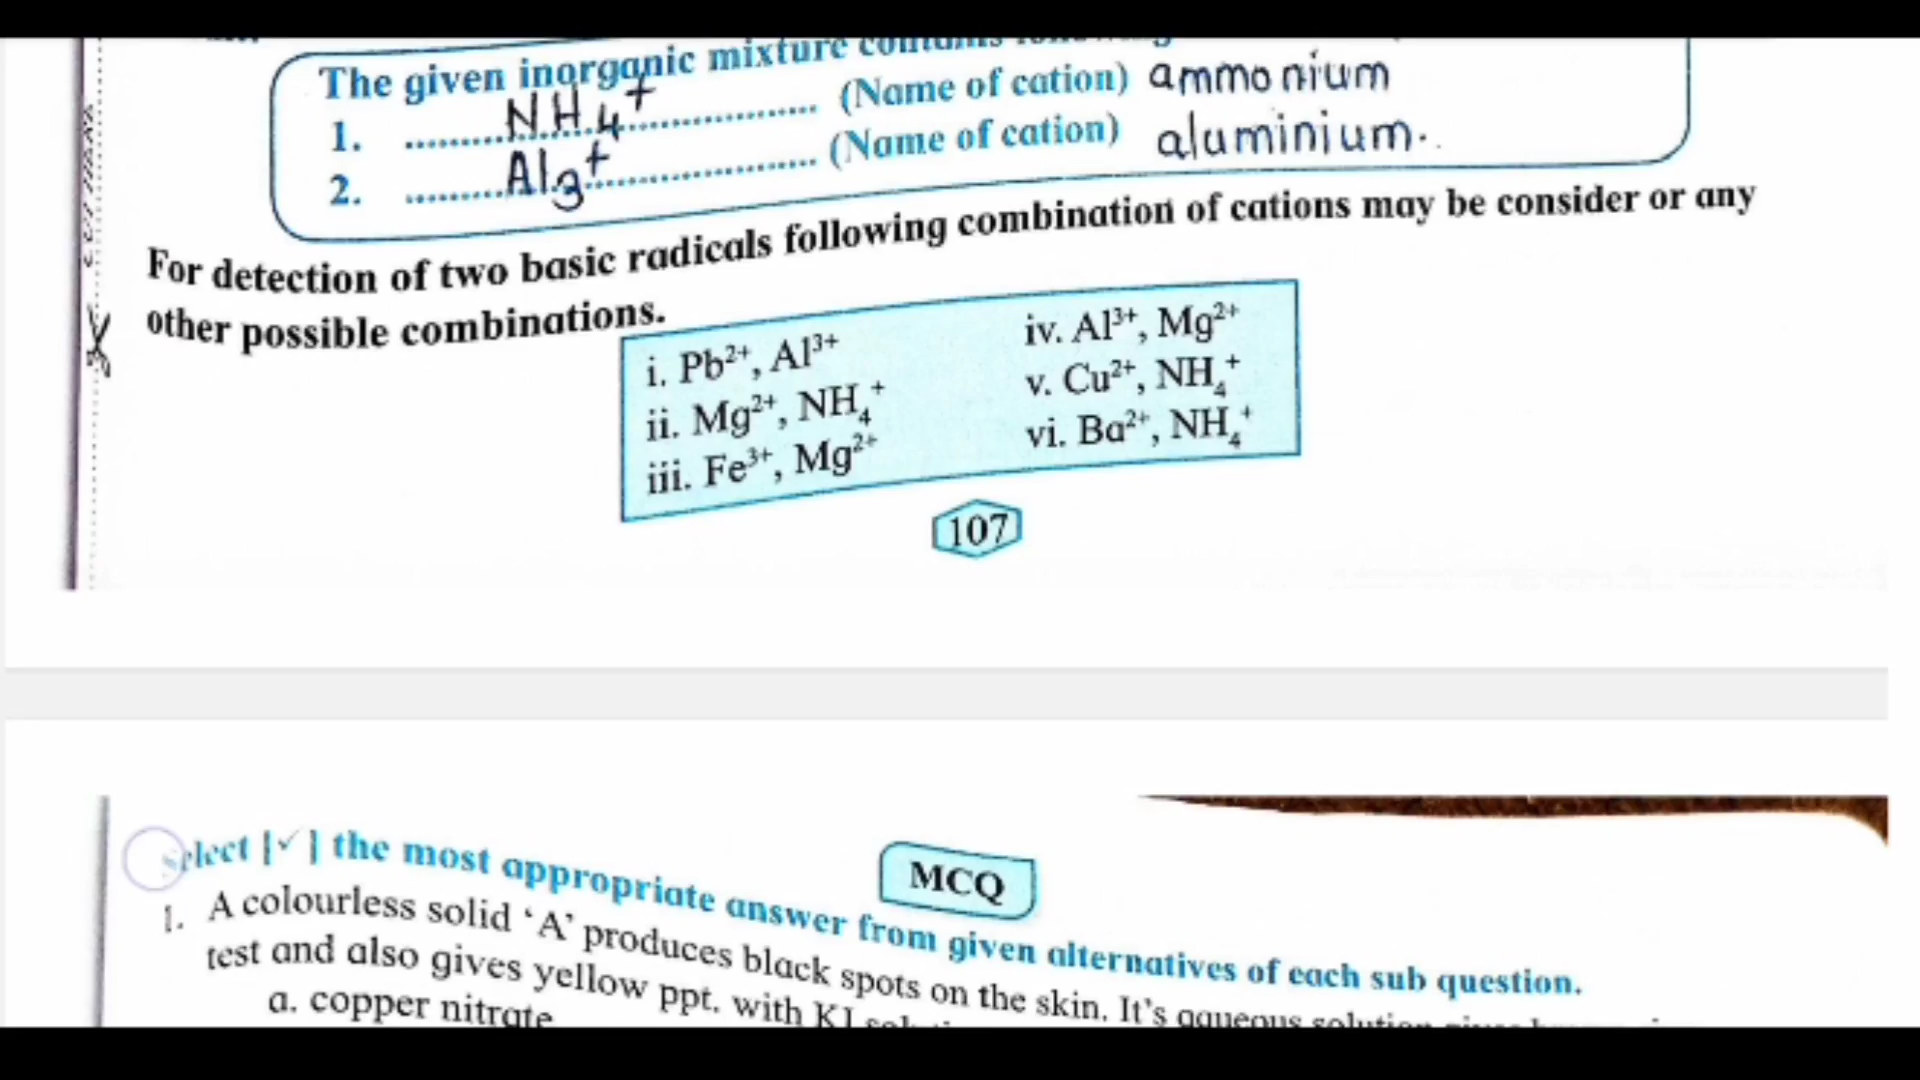 The given inorganic mixture contains
1. ..........NH₄⁺.................... (Name of cation) ammonium
2. ..........Al₃⁺.................... (Name of cation) aluminium.
For detection of two basic radicals following combination of cations may be consider or any
other possible combinations.
i. Pb²⁺, Al³⁺
ii. Mg²⁺, NH₄⁺
iii. Fe³⁺, Mg²⁺
iv. Al³⁺, Mg²⁺
v. Cu²⁺, NH₄⁺
vi. Ba²⁺, NH₄⁺
107
MCQ
Select [✓] the most appropriate answer from given alternatives of each sub question.
1. A colourless solid ‘A’ produces black spots on the skin. It’s aqueous solution gives
test and also gives yellow ppt. with KI
a. copper nitrate